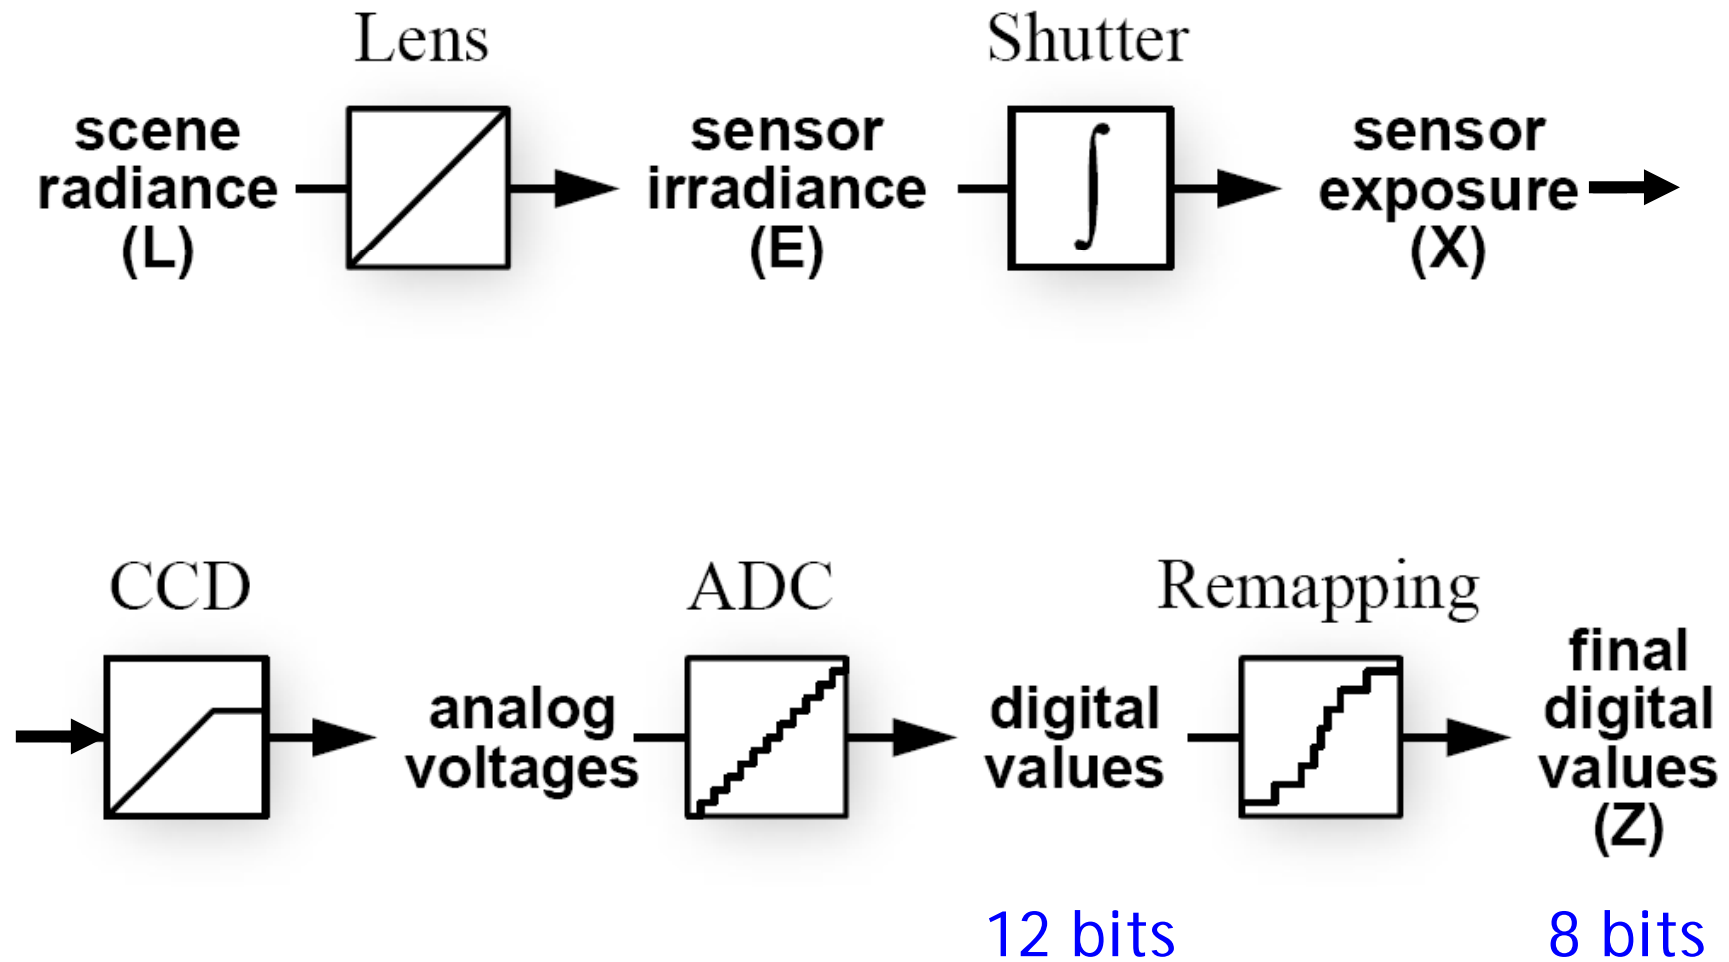 Lens
Shutter
scene
radiance
(L)
sensor
irradiance
(E)
∫
sensor
exposure
(X)
CCD
ADC
Remapping
analog
voltages
digital
values
final
digital
values
(Z)
12 bits
8 bits